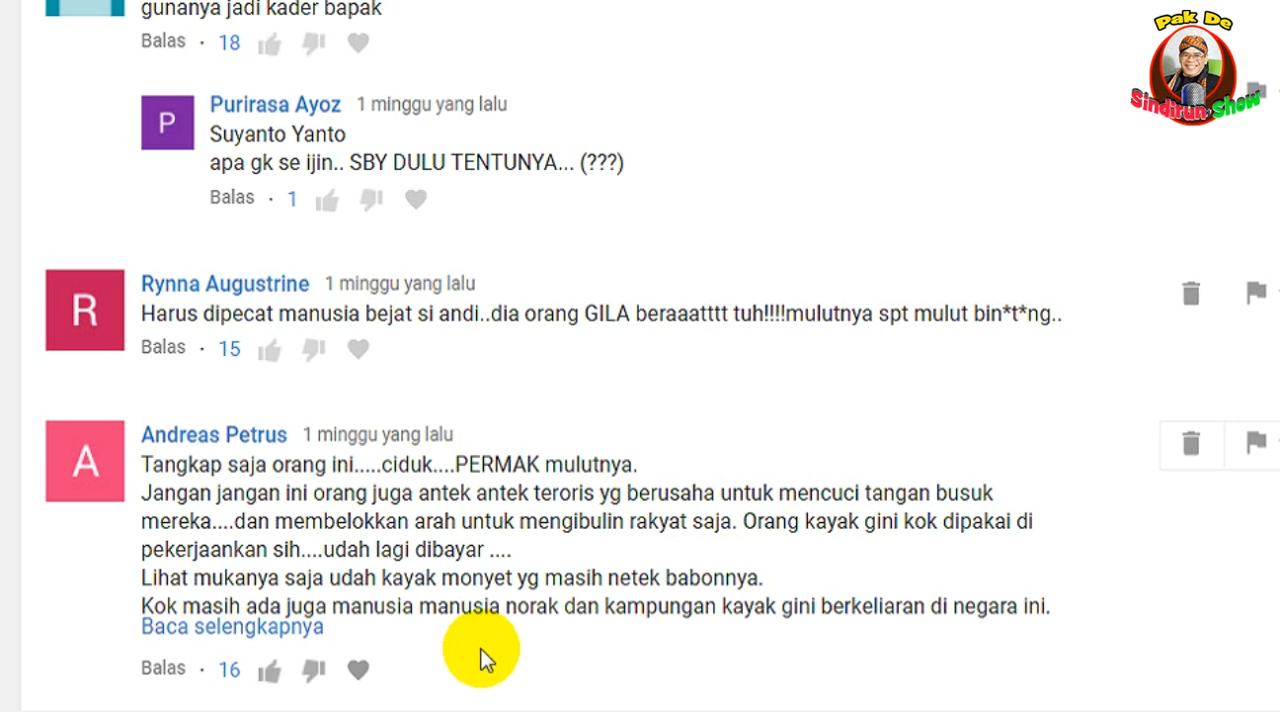 gunanya jadi kader bapak
Balas · 18
Pak De
Sindirun Show
P
Purirasa Ayoz 1 minggu yang lalu
Suyanto Yanto
apa gk se ijin.. SBY DULU TENTUNYA... (???)
Balas · 1
R
Rynna Augustrine 1 minggu yang lalu
Harus dipecat manusia bejat si andi..dia orang GILA beraaatttt tuh!!!!mulutnya spt mulut bin*t*ng..
Balas · 15
A
Andreas Petrus 1 minggu yang lalu
Tangkap saja orang ini.....ciduk....PERMAK mulutnya.
Jangan jangan ini orang juga antek antek teroris yg berusaha untuk mencuci tangan busuk
mereka....dan membelokkan arah untuk mengibulin rakyat saja. Orang kayak gini kok dipakai di
pekerjaankan sih....udah lagi dibayar ....
Lihat mukanya saja udah kayak monyet yg masih netek babonnya.
Kok masih ada juga manusia manusia norak dan kampungan kayak gini berkeliaran di negara ini.
Baca selengkapnya
Balas · 16